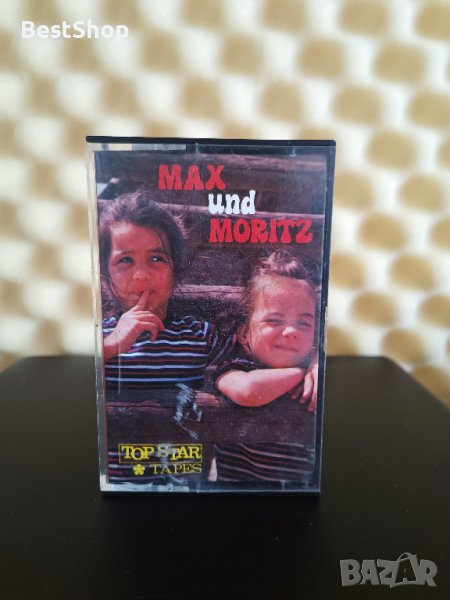 BestShop
MAX
und
MORITZ
TOP STAR
TAPES
BAZAR